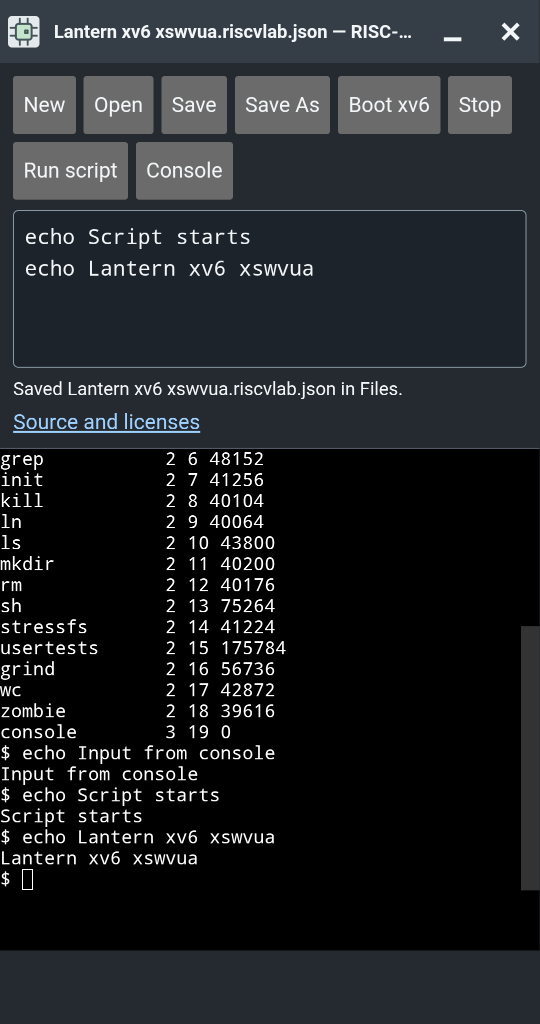 Lantern xv6 xswvua.riscvlab.json — RISC-...
New Open Save Save As Boot xv6 Stop
Run script Console
echo Script starts
echo Lantern xv6 xswvua
Saved Lantern xv6 xswvua.riscvlab.json in Files.
Source and licenses
grep 2 6 48152
init 2 7 41256
kill 2 8 40104
ln 2 9 40064
ls 2 10 43800
mkdir 2 11 40200
rm 2 12 40176
sh 2 13 75264
stressfs 2 14 41224
usertests 2 15 175784
grind 2 16 56736
wc 2 17 42872
zombie 2 18 39616
console 3 19 0
$ echo Input from console
Input from console
$ echo Script starts
Script starts
$ echo Lantern xv6 xswvua
Lantern xv6 xswvua
$